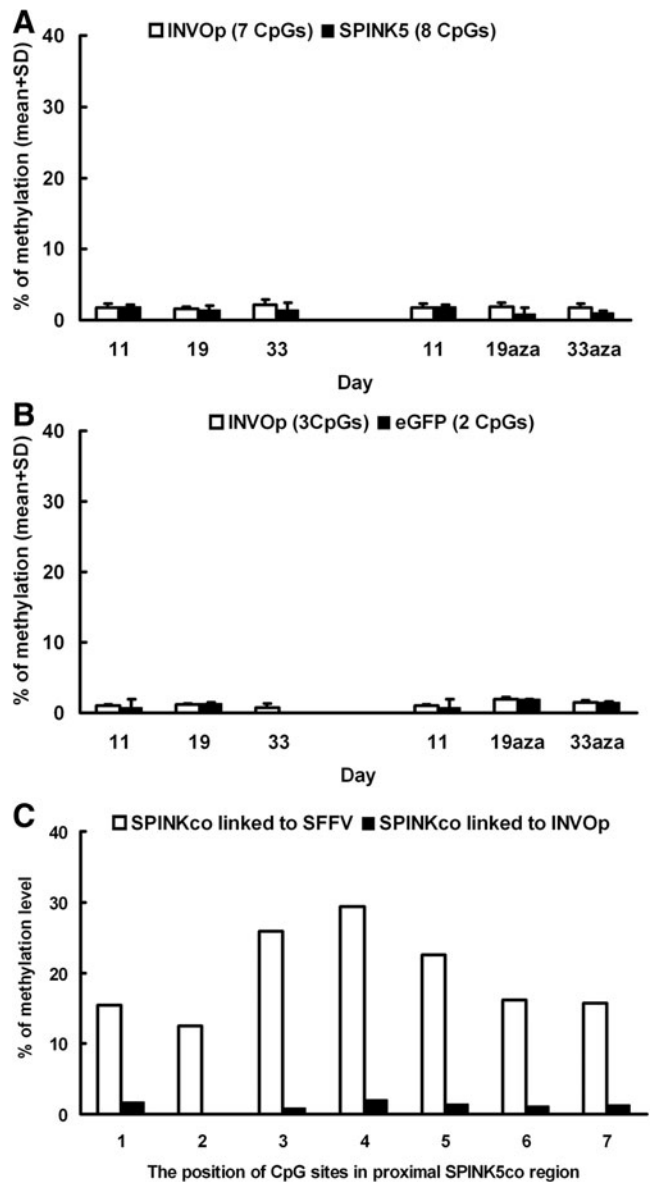 A
INVOp (7 CpGs) SPINK5 (8 CpGs)
% of methylation (mean+SD)
40
30
20
10
0
11 19 33 11 19aza 33aza
Day
B
INVOp (3CpGs) eGFP (2 CpGs)
% of methylation (mean+SD)
40
30
20
10
0
11 19 33 11 19aza 33aza
Day
C
SPINKco linked to SFFV SPINKco linked to INVOp
% of methylation level
40
30
20
10
0
1 2 3 4 5 6 7
The position of CpG sites in proximal SPINK5co region